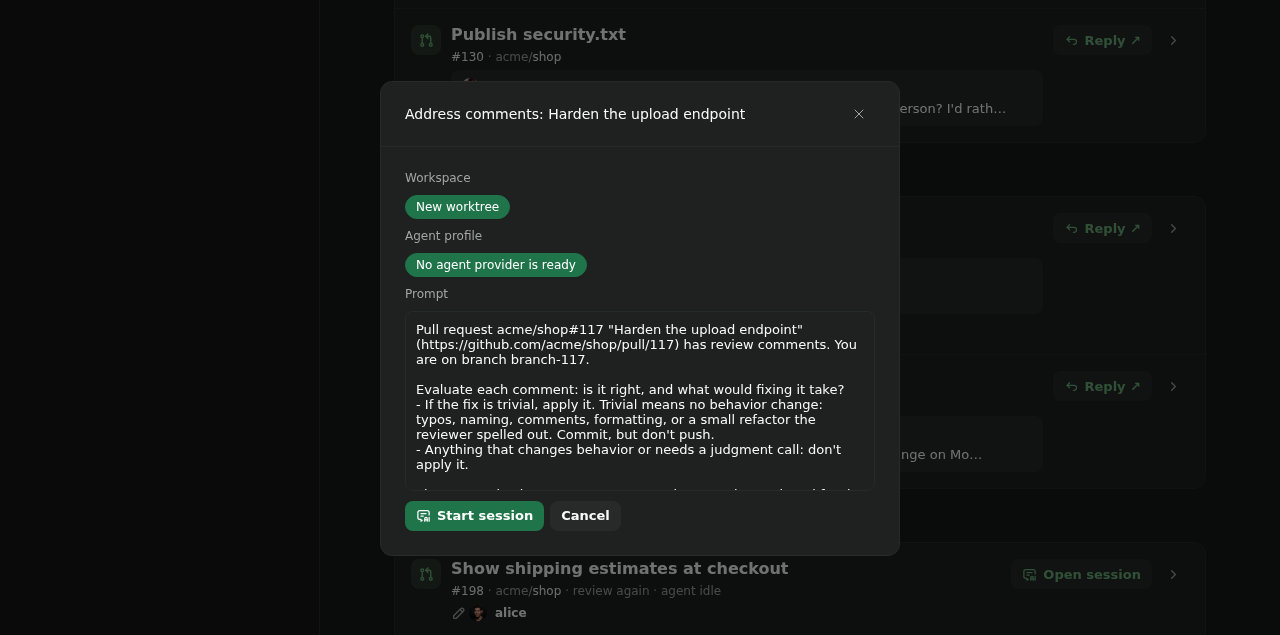 Publish security.txt
#130 · acme/shop
Reply ↗
erson? I'd rath…
Address comments: Harden the upload endpoint
Workspace
New worktree
Reply ↗
Agent profile
No agent provider is ready
Prompt
Pull request acme/shop#117 "Harden the upload endpoint"
(https://github.com/acme/shop/pull/117) has review comments. You
are on branch branch-117.
Evaluate each comment: is it right, and what would fixing it take?
- If the fix is trivial, apply it. Trivial means no behavior change:
typos, naming, comments, formatting, or a small refactor the
reviewer spelled out. Commit, but don't push.
- Anything that changes behavior or needs a judgment call: don't
apply it.
Reply ↗
nge on Mo…
Start session
Cancel
Show shipping estimates at checkout
#198 · acme/shop · review again · agent idle
alice
Open session